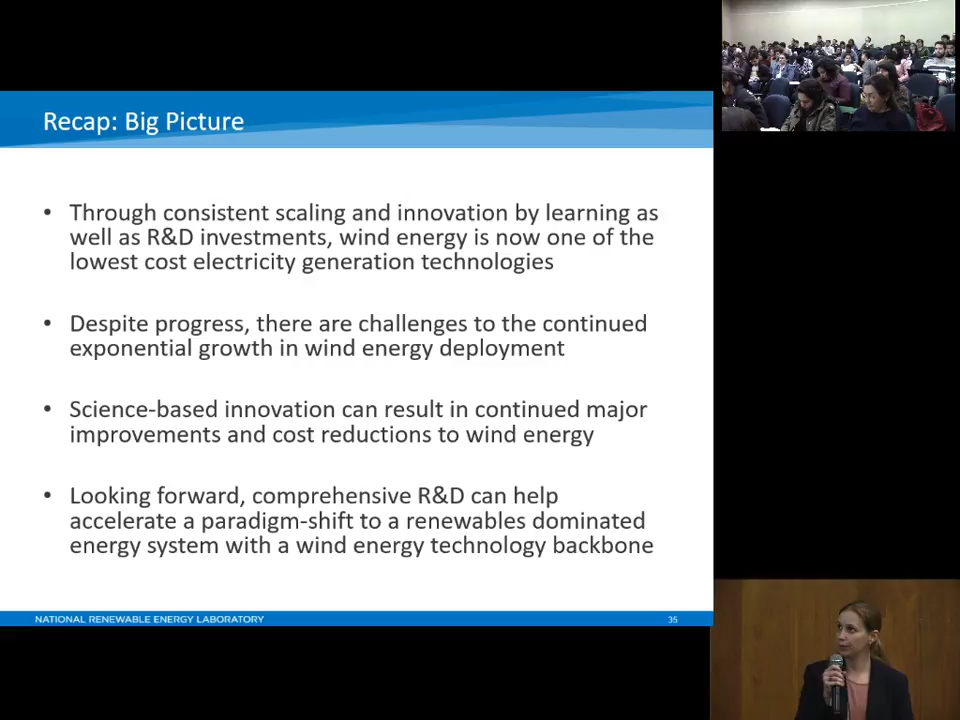 Recap: Big Picture
• Through consistent scaling and innovation by learning as
well as R&D investments, wind energy is now one of the
lowest cost electricity generation technologies
• Despite progress, there are challenges to the continued
exponential growth in wind energy deployment
• Science-based innovation can result in continued major
improvements and cost reductions to wind energy
• Looking forward, comprehensive R&D can help
accelerate a paradigm-shift to a renewables dominated
energy system with a wind energy technology backbone
NATIONAL RENEWABLE ENERGY LABORATORY
35